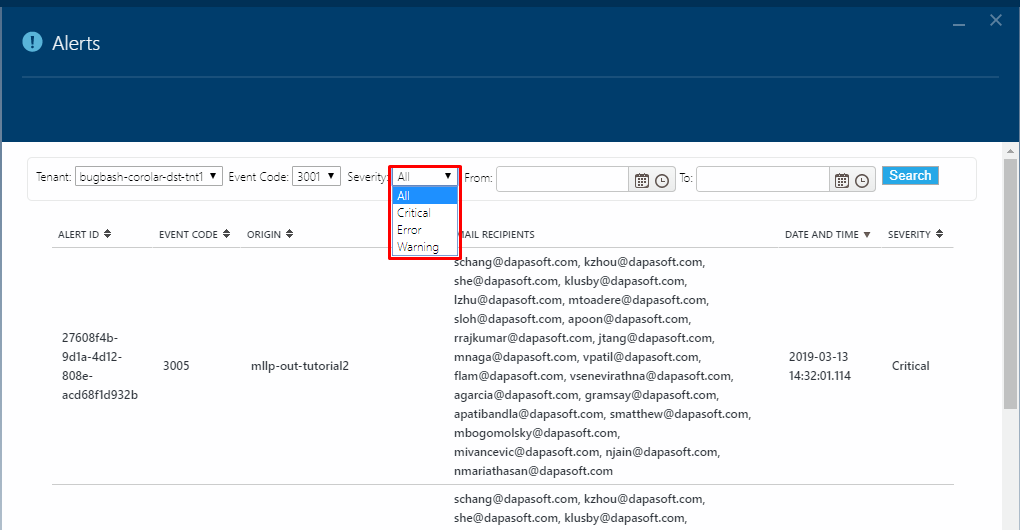 Alerts
Tenant: bugbash-corolar-dst-tnt1 Event Code: 3001 Severity: All From: To: Search
All
Critical
Error
Warning
ALERT ID EVENT CODE ORIGIN MAIL RECIPIENTS DATE AND TIME SEVERITY
schang@dapasoft.com, kzhou@dapasoft.com,
she@dapasoft.com, klusby@dapasoft.com,
lzhu@dapasoft.com, mtoadere@dapasoft.com,
sloh@dapasoft.com, apoon@dapasoft.com,
rrajkumar@dapasoft.com, jtang@dapasoft.com,
mnaga@dapasoft.com, vpatil@dapasoft.com,
flam@dapasoft.com, vsenevirathna@dapasoft.com,
agarcia@dapasoft.com, gramsay@dapasoft.com,
apatibandla@dapasoft.com, smatthew@dapasoft.com,
mbogomolsky@dapasoft.com,
mivancevic@dapasoft.com, njain@dapasoft.com,
nmariathasan@dapasoft.com
27608f4b-
9d1a-4d12-
808e-
acd68f1d932b
3005
mllp-out-tutorial2
2019-03-13
14:32:01.114
Critical
schang@dapasoft.com, kzhou@dapasoft.com,
she@dapasoft.com, klusby@dapasoft.com,